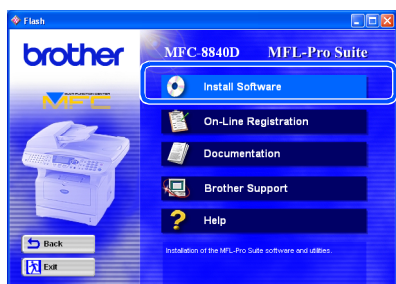 Flash
brother
MFC-8840D MFL-Pro Suite
Install Software
MFC
On-Line Registration
Documentation
Brother Support
Help
Back
Installation of the MFL-Pro Suite software and utilities.
Exit